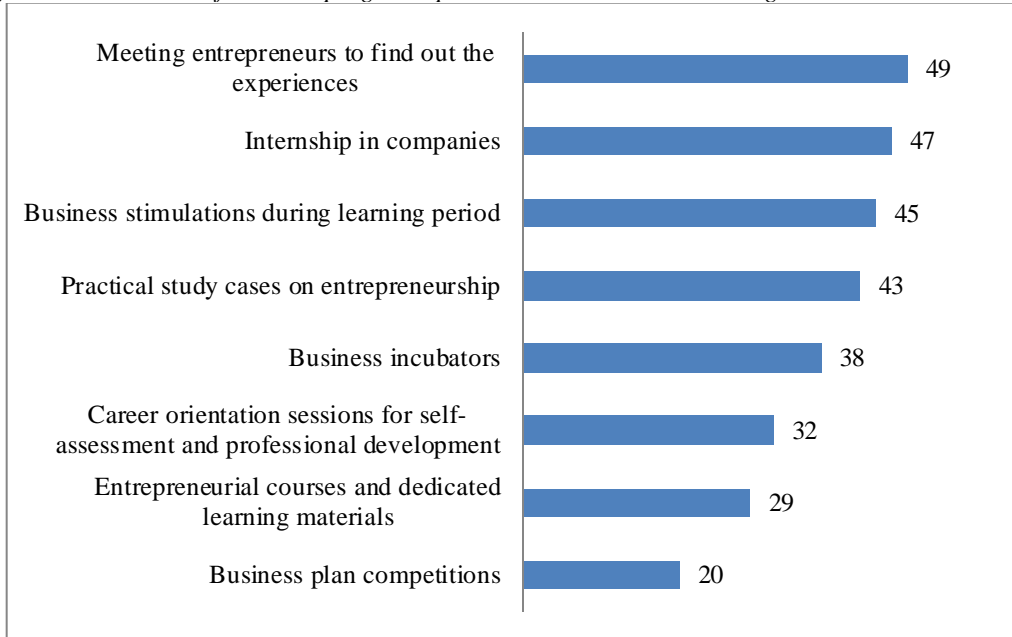 Meeting entrepreneurs to find out the
experiences
49
Internship in companies
47
Business stimulations during learning period
45
Practical study cases on entrepreneurship
43
Business incubators
38
Career orientation sessions for self-
assessment and professional development
32
Entrepreneurial courses and dedicated
learning materials
29
Business plan competitions
20